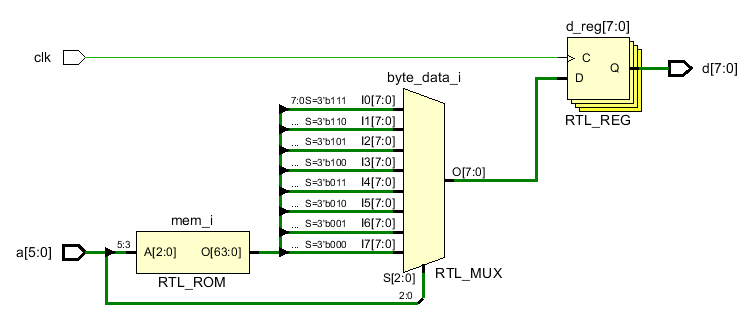 d_reg[7:0]
clk
C
Q
D
d[7:0]
RTL_REG
byte_data_i
7:0 S=3'b111 I0[7:0]
... S=3'b110 I1[7:0]
... S=3'b101 I2[7:0]
... S=3'b100 I3[7:0]
... S=3'b011 I4[7:0]
... S=3'b010 I5[7:0]
... S=3'b001 I6[7:0]
... S=3'b000 I7[7:0]
O[7:0]
S[2:0]
RTL_MUX
mem_i
a[5:0]
5:3
A[2:0] O[63:0]
RTL_ROM
2:0